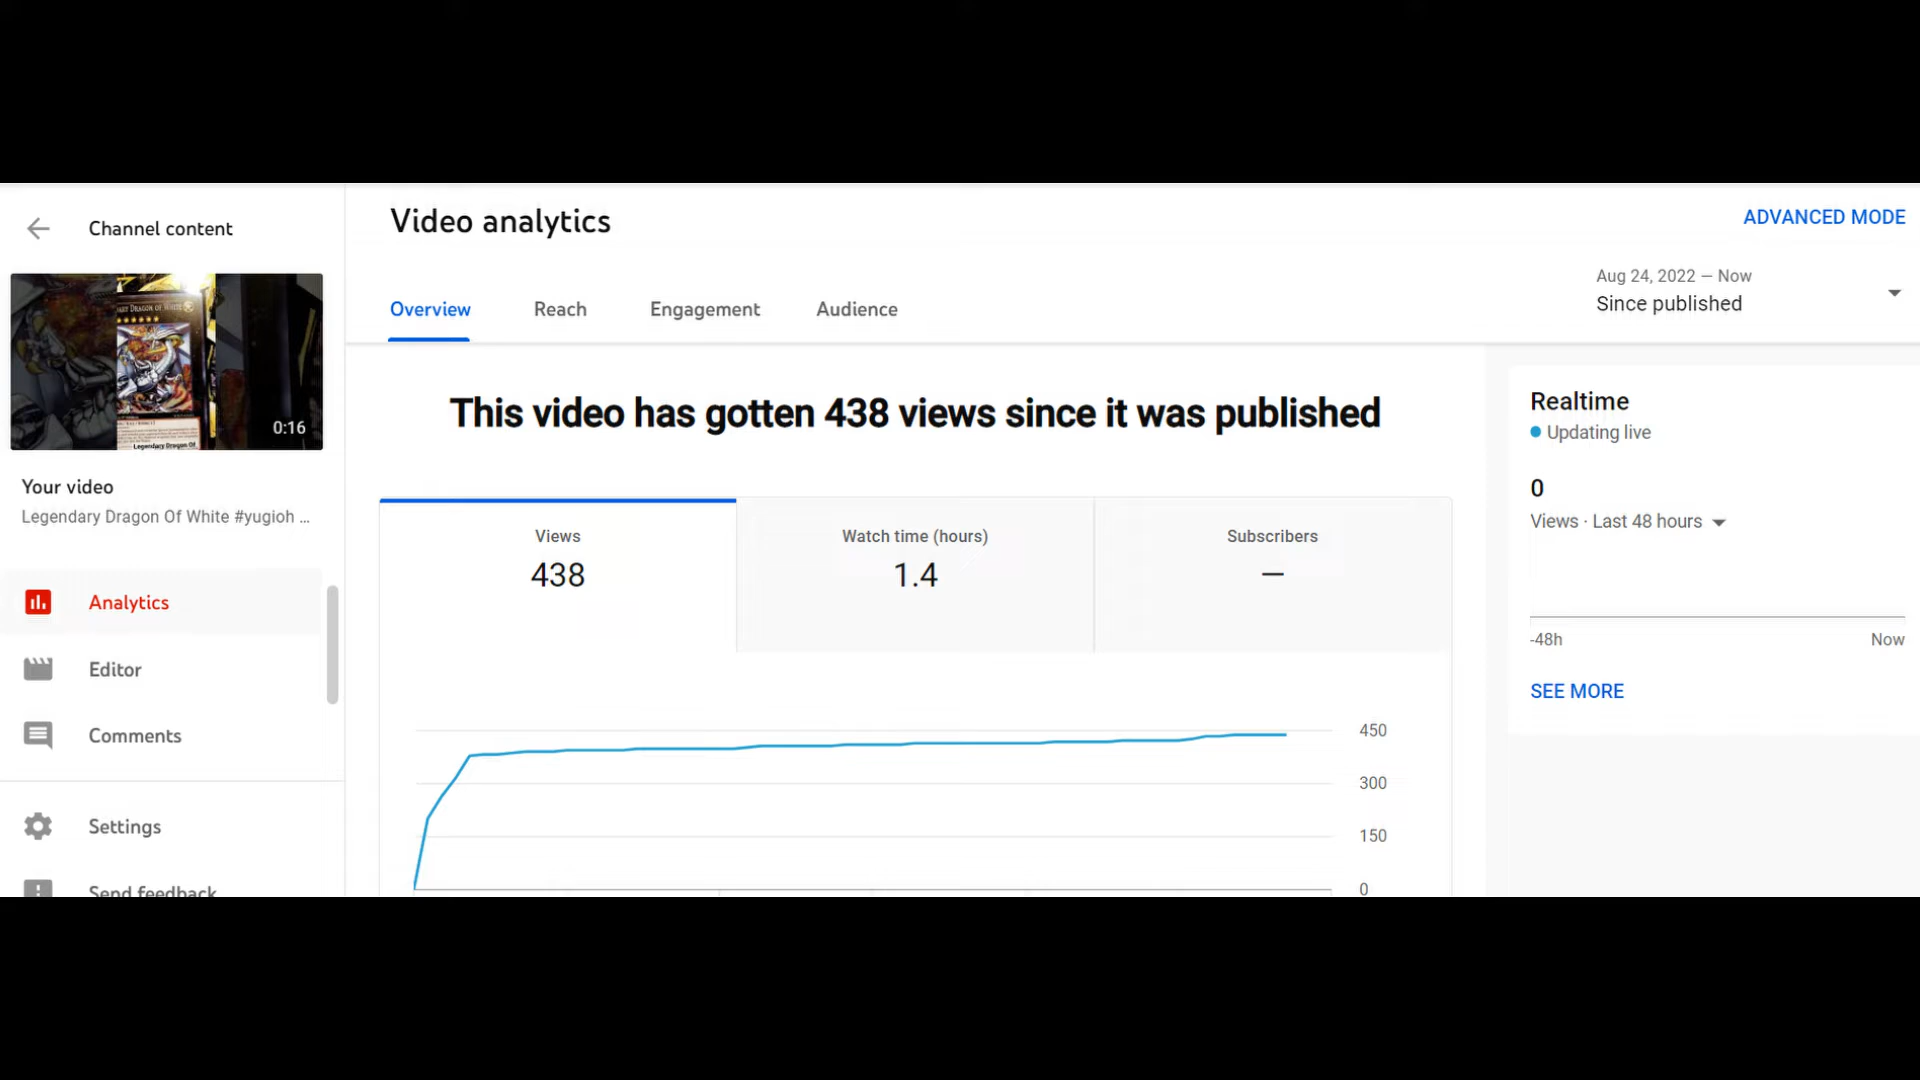 Channel content
Video analytics
ADVANCED MODE
Aug 24, 2022 – Now
Since published
Overview
Reach
Engagement
Audience
0:16
Legendary Dragon Of
Your video
Legendary Dragon Of White #yugioh ...
Analytics
Editor
Comments
Settings
Send feedback
This video has gotten 438 views since it was published
Views
438
Watch time (hours)
1.4
Subscribers
—
450
300
150
0
Realtime
Updating live
0
Views · Last 48 hours
-48h
Now
SEE MORE